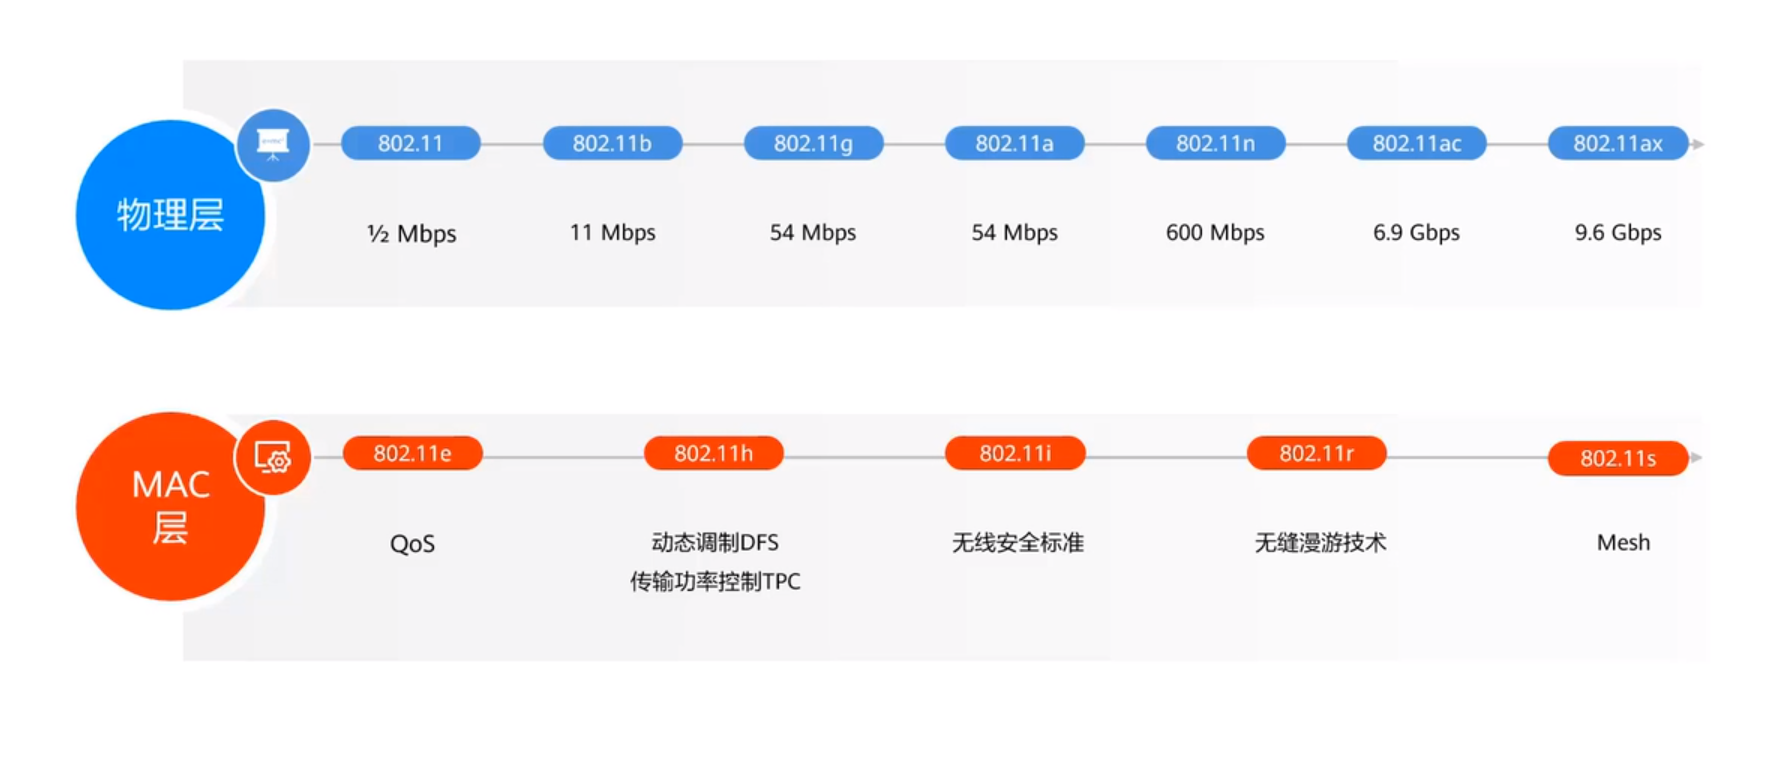 物理层
802.11
802.11b
802.11g
802.11a
802.11n
802.11ac
802.11ax
½ Mbps
11 Mbps
54 Mbps
54 Mbps
600 Mbps
6.9 Gbps
9.6 Gbps
MAC
层
802.11e
802.11h
802.11i
802.11r
802.11s
QoS
动态调制DFS
传输功率控制TPC
无线安全标准
无缝漫游技术
Mesh